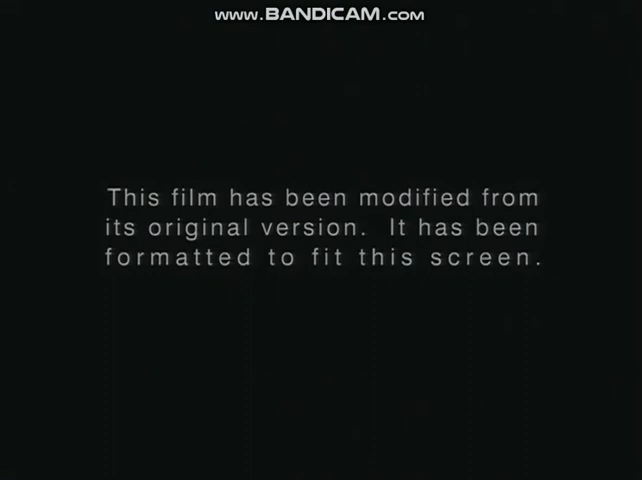 www.BANDICAM.com
This film has been modified from
its original version. It has been
formatted to fit this screen.